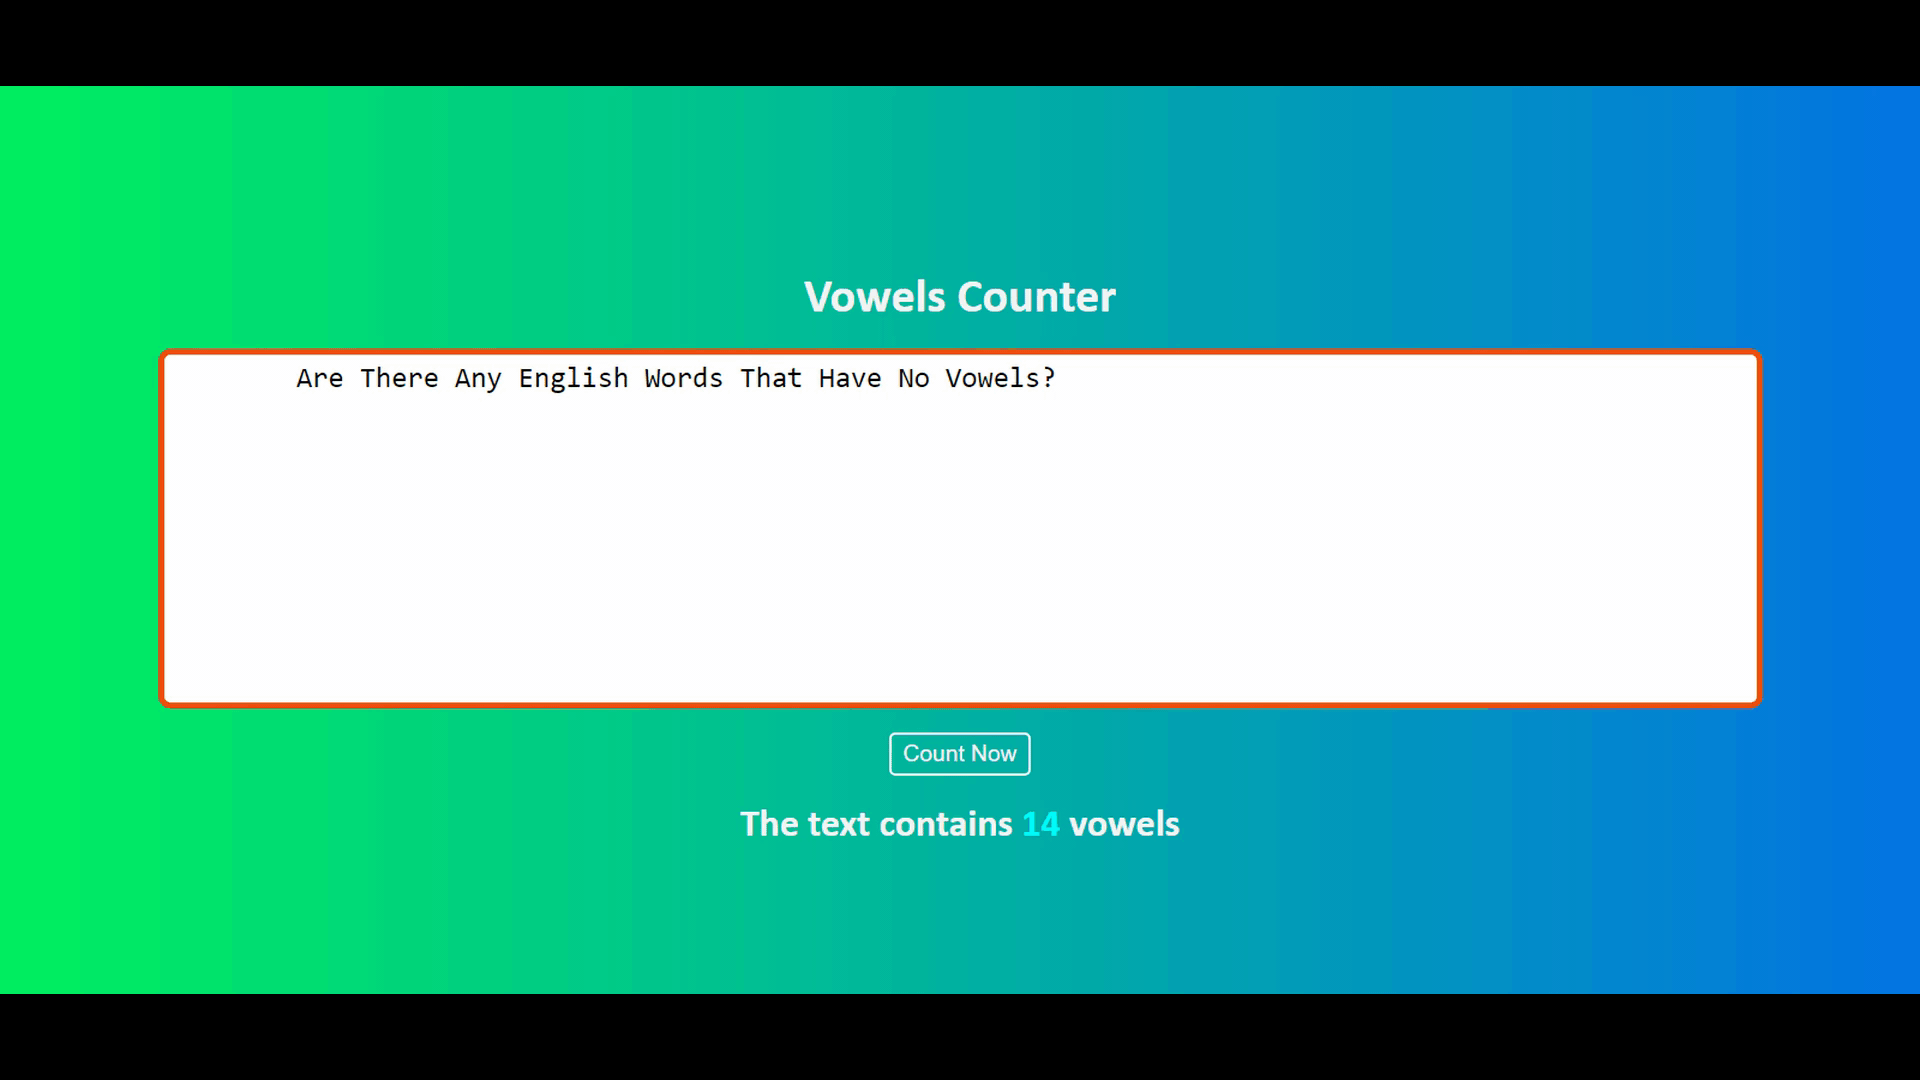 Vowels Counter
Are There Any English Words That Have No Vowels?
Count Now
The text contains 14 vowels